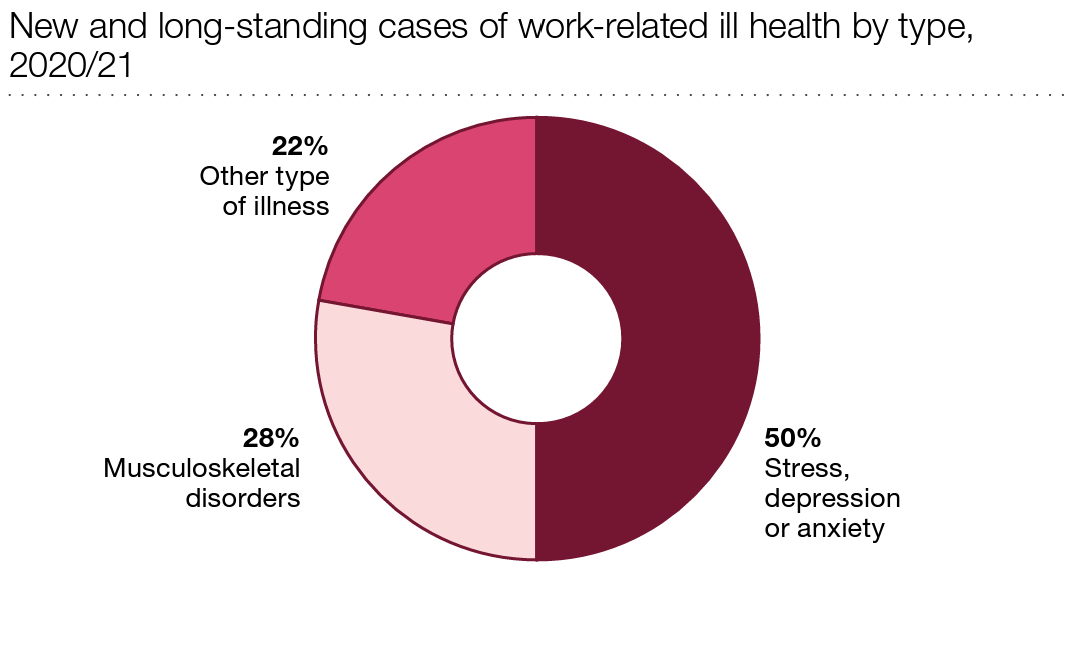 New and long-standing cases of work-related ill health by type,
2020/21
22%
Other type
of illness
28%
Musculoskeletal
disorders
50%
Stress,
depression
or anxiety